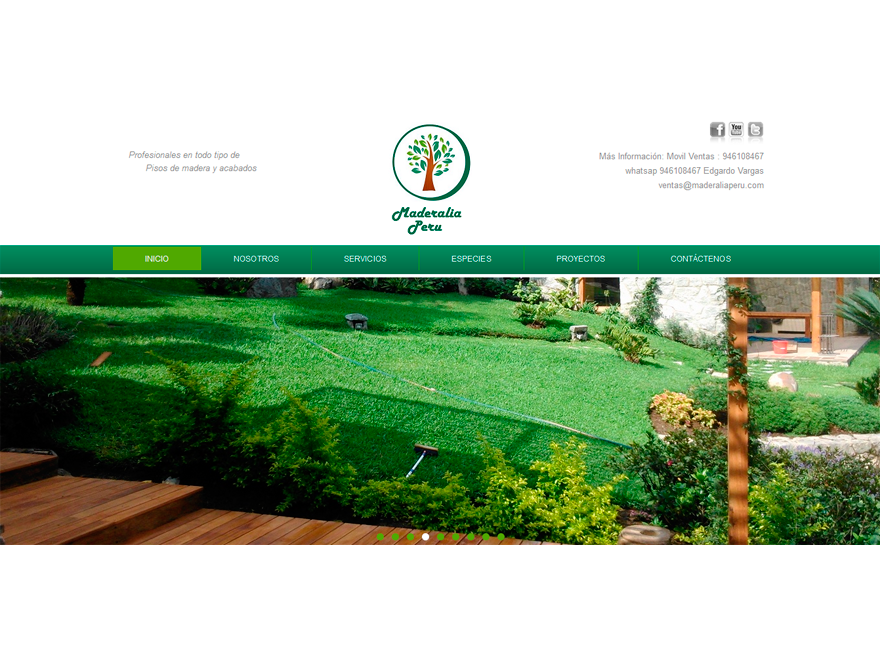 Profesionales en todo tipo de
Pisos de madera y acabados
Maderalia
Peru
You
Más Información: Movil Ventas : 946108467
whatsap 946108467 Edgardo Vargas
ventas@maderaliaperu.com
INICIO
NOSOTROS
SERVICIOS
ESPECIES
PROYECTOS
CONTÁCTENOS